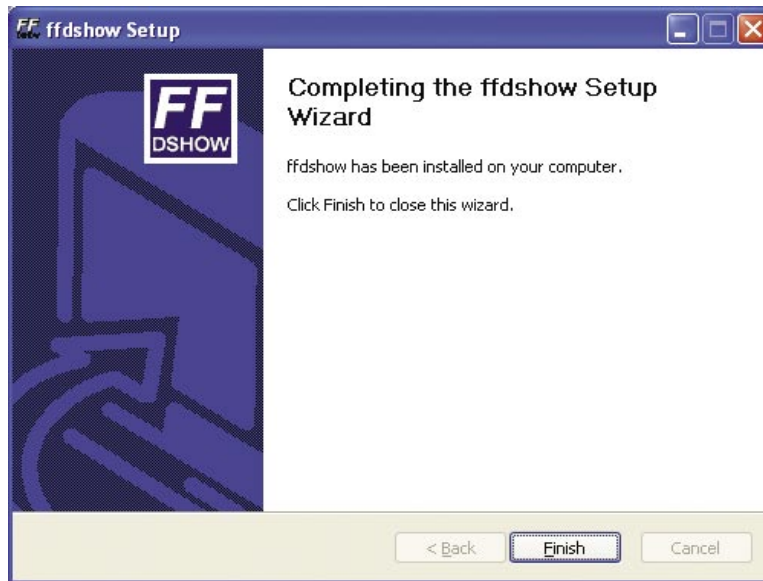 ffdshow Setup
FF
DSHOW
Completing the ffdshow Setup
Wizard
ffdshow has been installed on your computer.
Click Finish to close this wizard.
< Back
Finish
Cancel